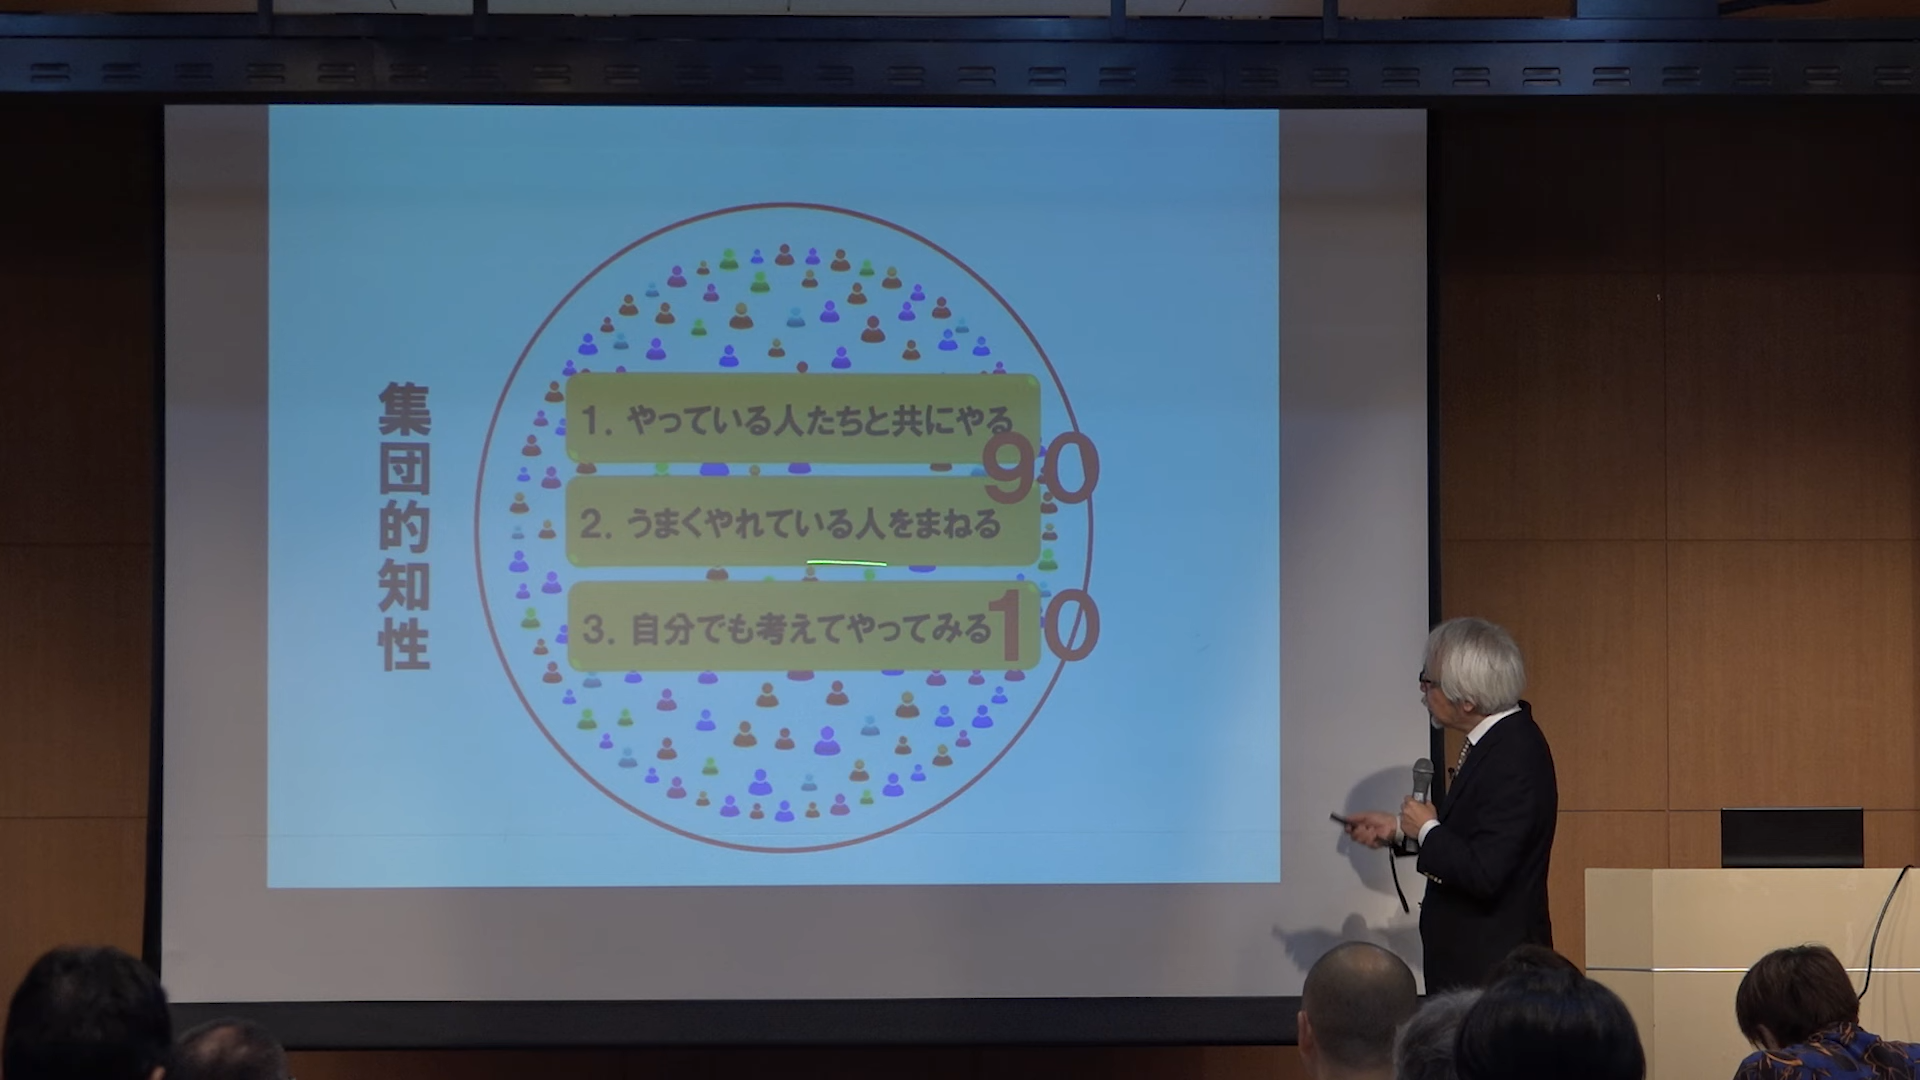 集団的知性
1. やっている人たちと共にやる
90
2. うまくやれている人をまねる
3. 自分でも考えてやってみる
10